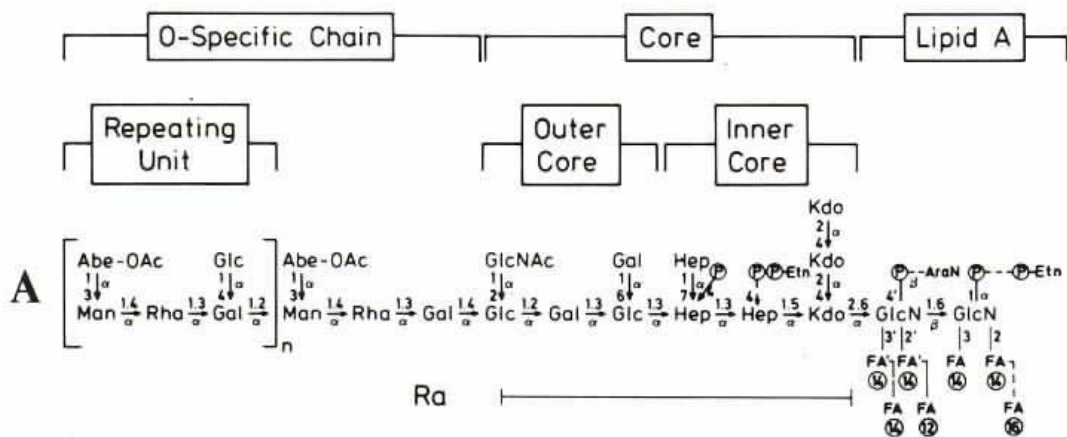 O-Specific Chain Core Lipid A
Repeating Unit Outer Core Inner Core
Kdo
2 α
4
Abe-OAc Glc Abe-OAc GlcNAc Gal Hep P P P Etn Kdo P β AraN P P Etn
1 α 1 α 1 α 1 α 1 α 1 α 4 4 2 α 4' 1 α
3 4 3 2 6 7 4
A [ Man 1.4 α Rha 1.3 α Gal 1.2 α ] n Man 1.4 α Rha 1.3 α Gal 1.4 α Glc 1.2 α Gal 1.3 α Glc 1.3 α Hep 1.3 α Hep 1.5 α Kdo 2.6 α GlcN 1.6 β GlcN
3' 2' 3 2
FA' FA' FA FA
14 14 14 14
Ra
FA FA FA
14 12 16